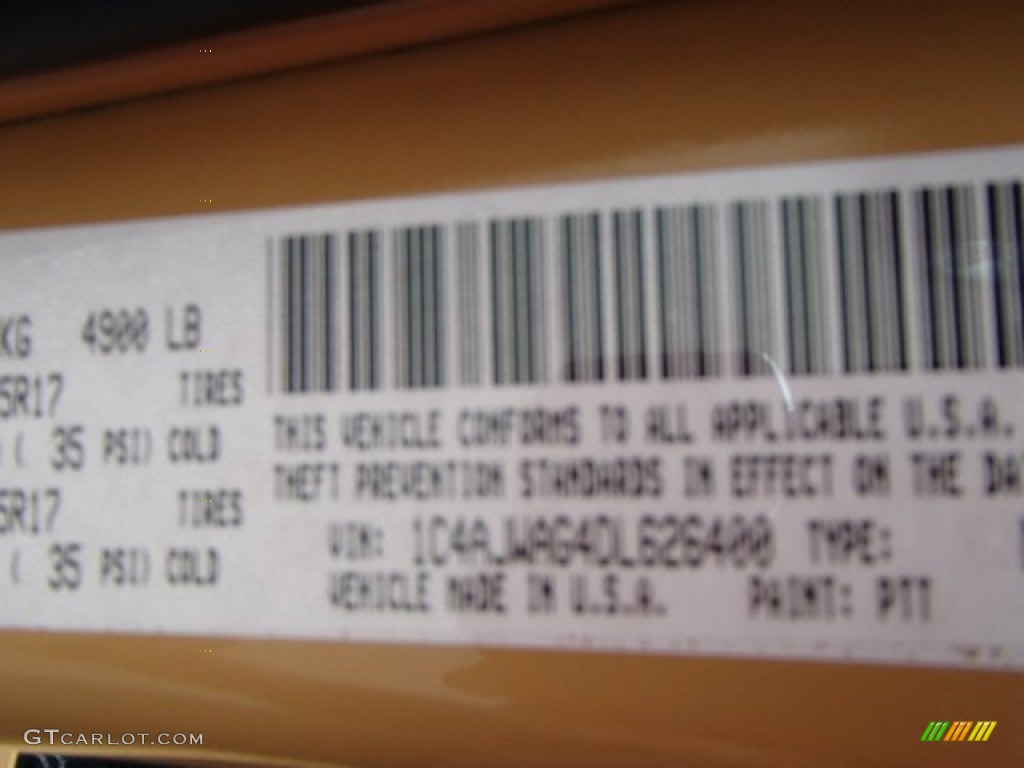 KG 4900 LB
5R17 TIRES
( 35 PSI) COLD
5R17 TIRES
( 35 PSI) COLD
THIS VEHICLE CONFORMS TO ALL APPLICABLE U.S.A.
THEFT PREVENTION STANDARDS IN EFFECT ON THE DA
VIN: 1C4AJWAG4DL626400 TYPE:
VEHICLE MADE IN U.S.A. PAINT: PTT
GTCARLOT.COM